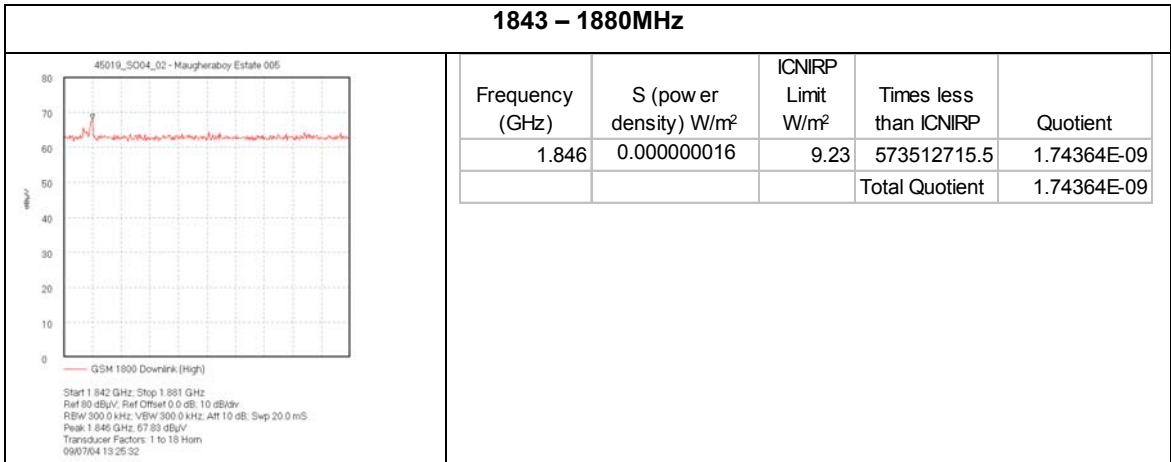 1843 – 1880MHz
45019_SO04_02 - Maugheraboy Estate 005
80
70
60
50
40
30
20
10
0
dBµV
GSM 1800 Downlink (High)
Start 1.842 GHz; Stop 1.881 GHz
Ref 80 dBµV; Ref Offset 0.0 dB; 10 dB/div
RBW 300.0 kHz; VBW 300.0 kHz; Att 10 dB; Swp 20.0 mS
Peak 1.846 GHz, 67.83 dBµV
Transducer Factors: 1 to 18 Horn
09/07/04 13:25:32
Frequency (GHz) S (pow er density) W/m² ICNIRP Limit W/m² Times less than ICNIRP Quotient
1.846 0.000000016 9.23 573512715.5 1.74364E-09
Total Quotient 1.74364E-09